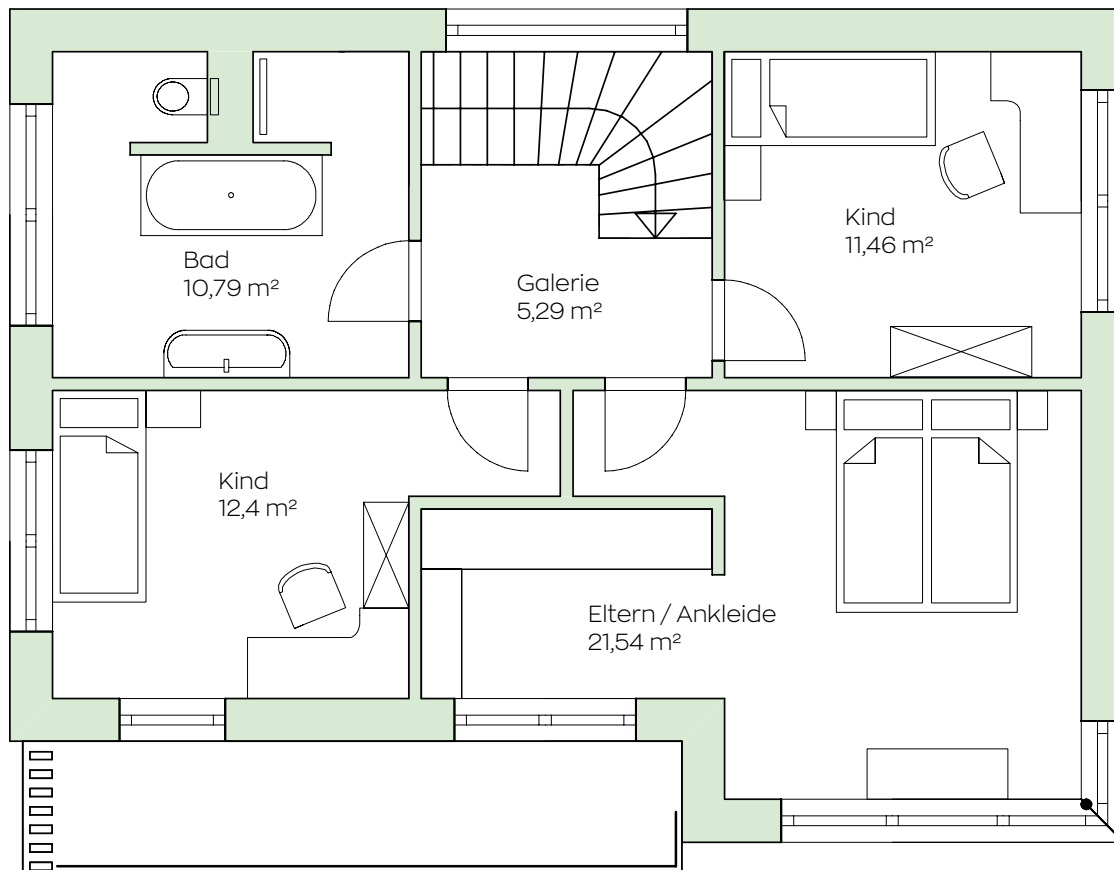 Kind
11,46 m²
Bad
10,79 m²
Galerie
5,29 m²
Kind
12,4 m²
Eltern / Ankleide
21,54 m²